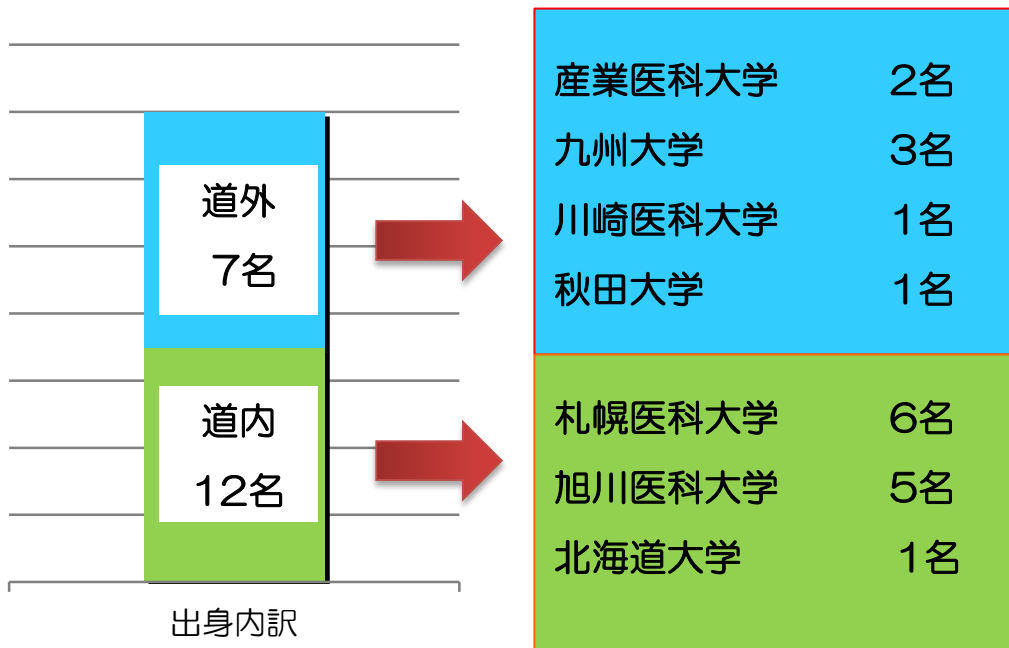 道外
7名
道内
12名
出身内訳
産業医科大学 2名
九州大学 3名
川崎医科大学 1名
秋田大学 1名
札幌医科大学 6名
旭川医科大学 5名
北海道大学 1名